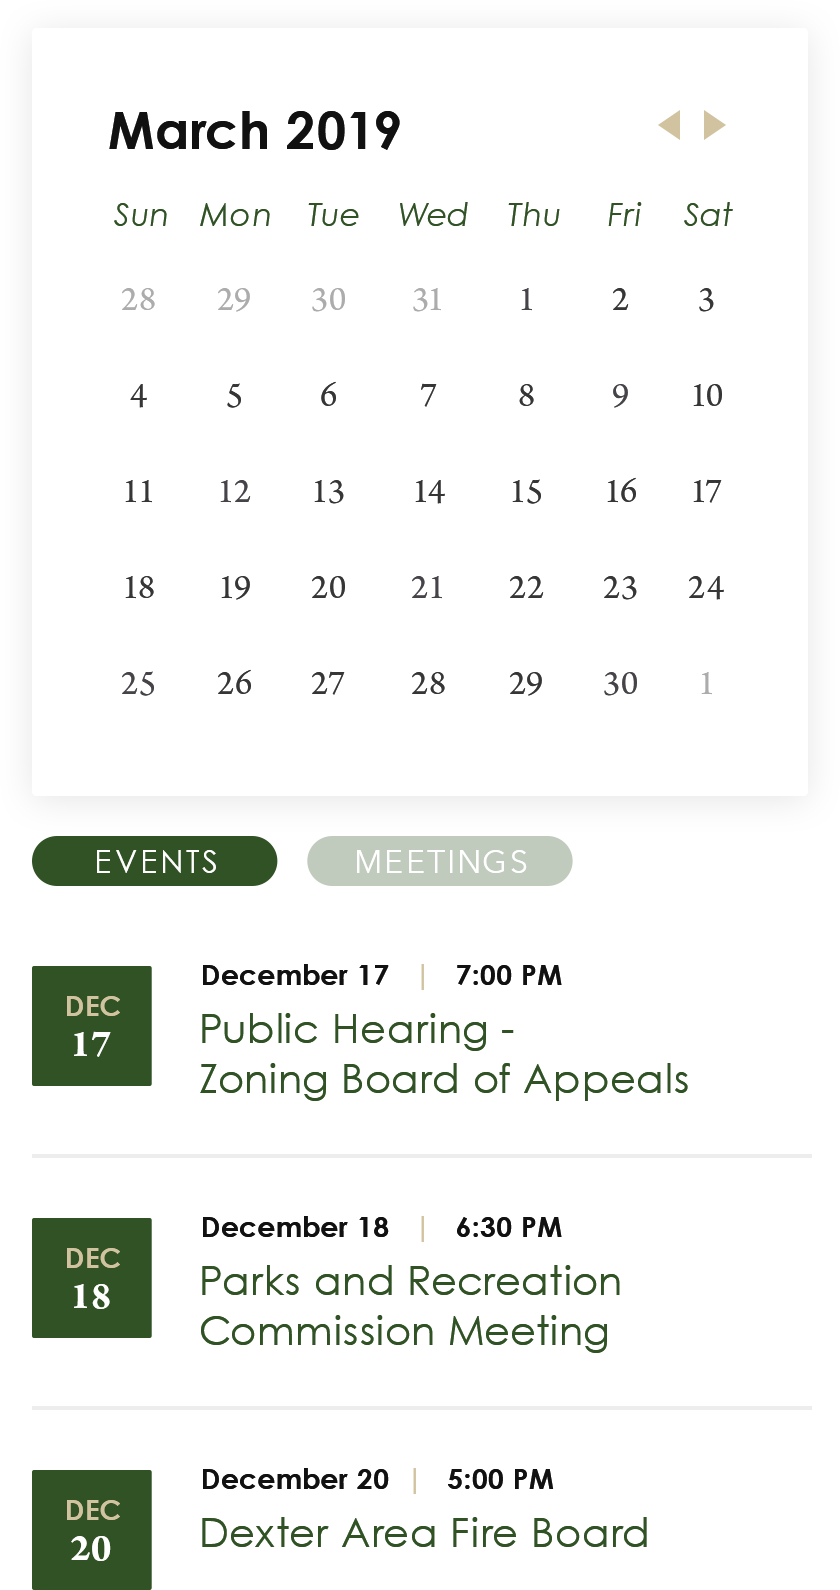 March 2019
Sun Mon Tue Wed Thu Fri Sat
28 29 30 31 1 2 3
4 5 6 7 8 9 10
11 12 13 14 15 16 17
18 19 20 21 22 23 24
25 26 27 28 29 30 1
EVENTS MEETINGS
DEC
17
December 17 | 7:00 PM
Public Hearing -
Zoning Board of Appeals
DEC
18
December 18 | 6:30 PM
Parks and Recreation
Commission Meeting
DEC
20
December 20 | 5:00 PM
Dexter Area Fire Board